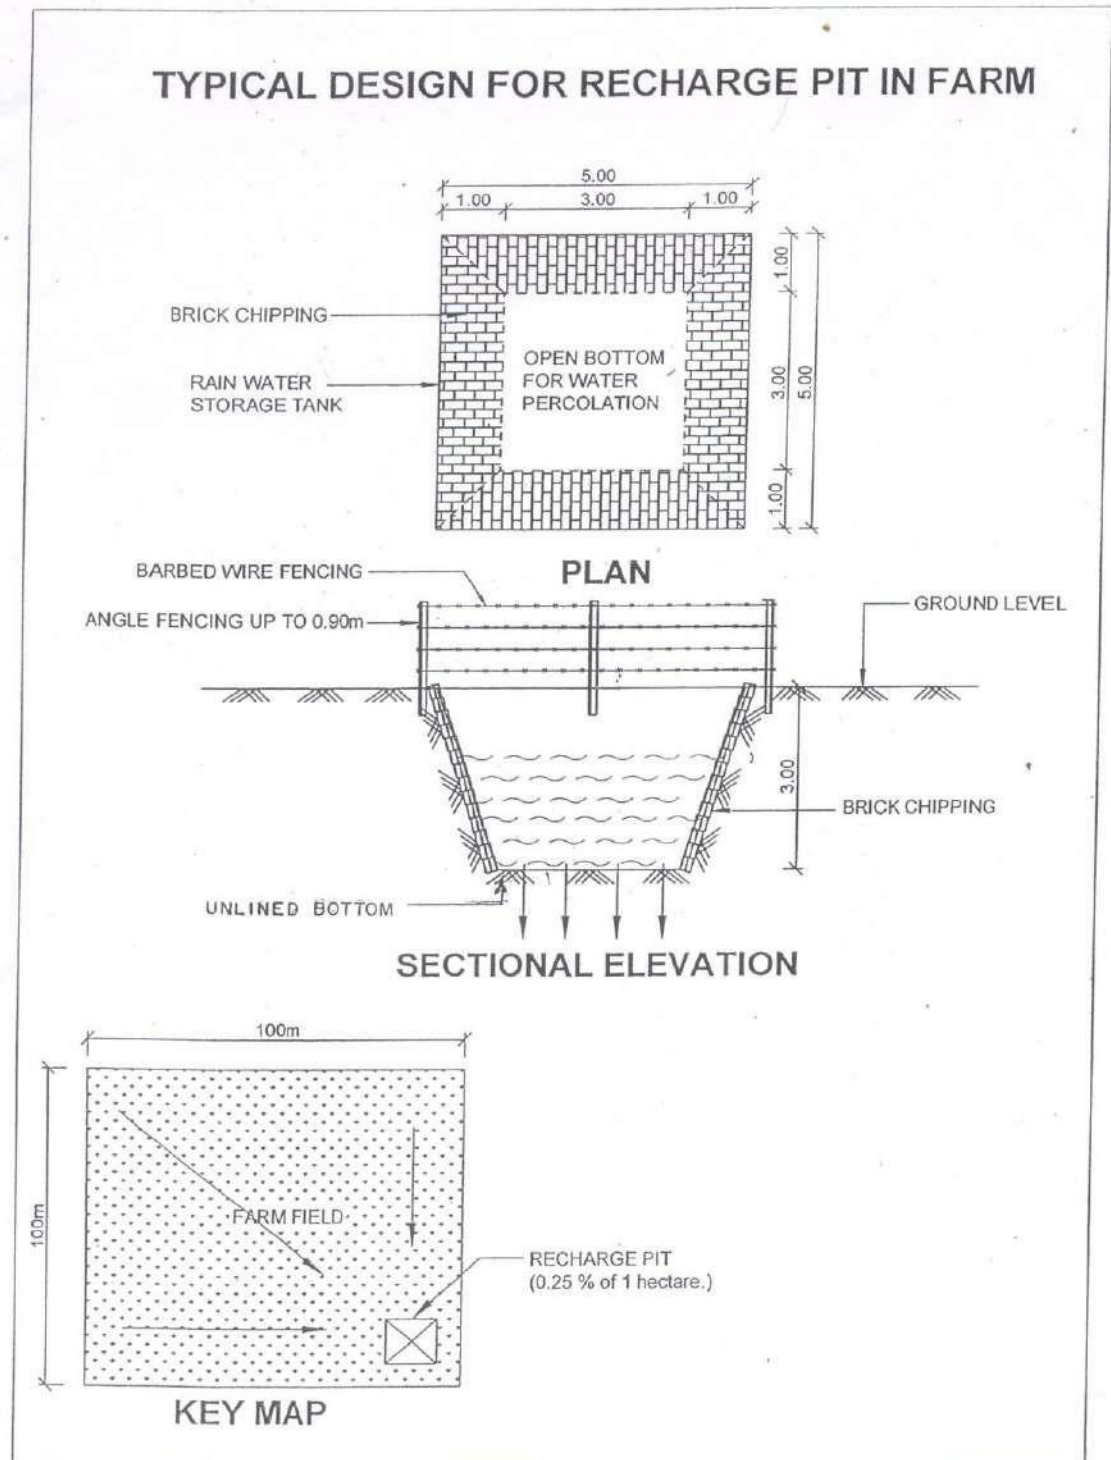 TYPICAL DESIGN FOR RECHARGE PIT IN FARM
5.00
1.00
3.00
1.00
BRICK CHIPPING
RAIN WATER
STORAGE TANK
OPEN BOTTOM
FOR WATER
PERCOLATION
1.00
3.00
1.00
5.00
PLAN
BARBED WIRE FENCING
ANGLE FENCING UP TO 0.90m
GROUND LEVEL
3.00
BRICK CHIPPING
UNLINED BOTTOM
SECTIONAL ELEVATION
100m
100m
FARM FIELD
RECHARGE PIT
(0.25 % of 1 hectare.)
KEY MAP